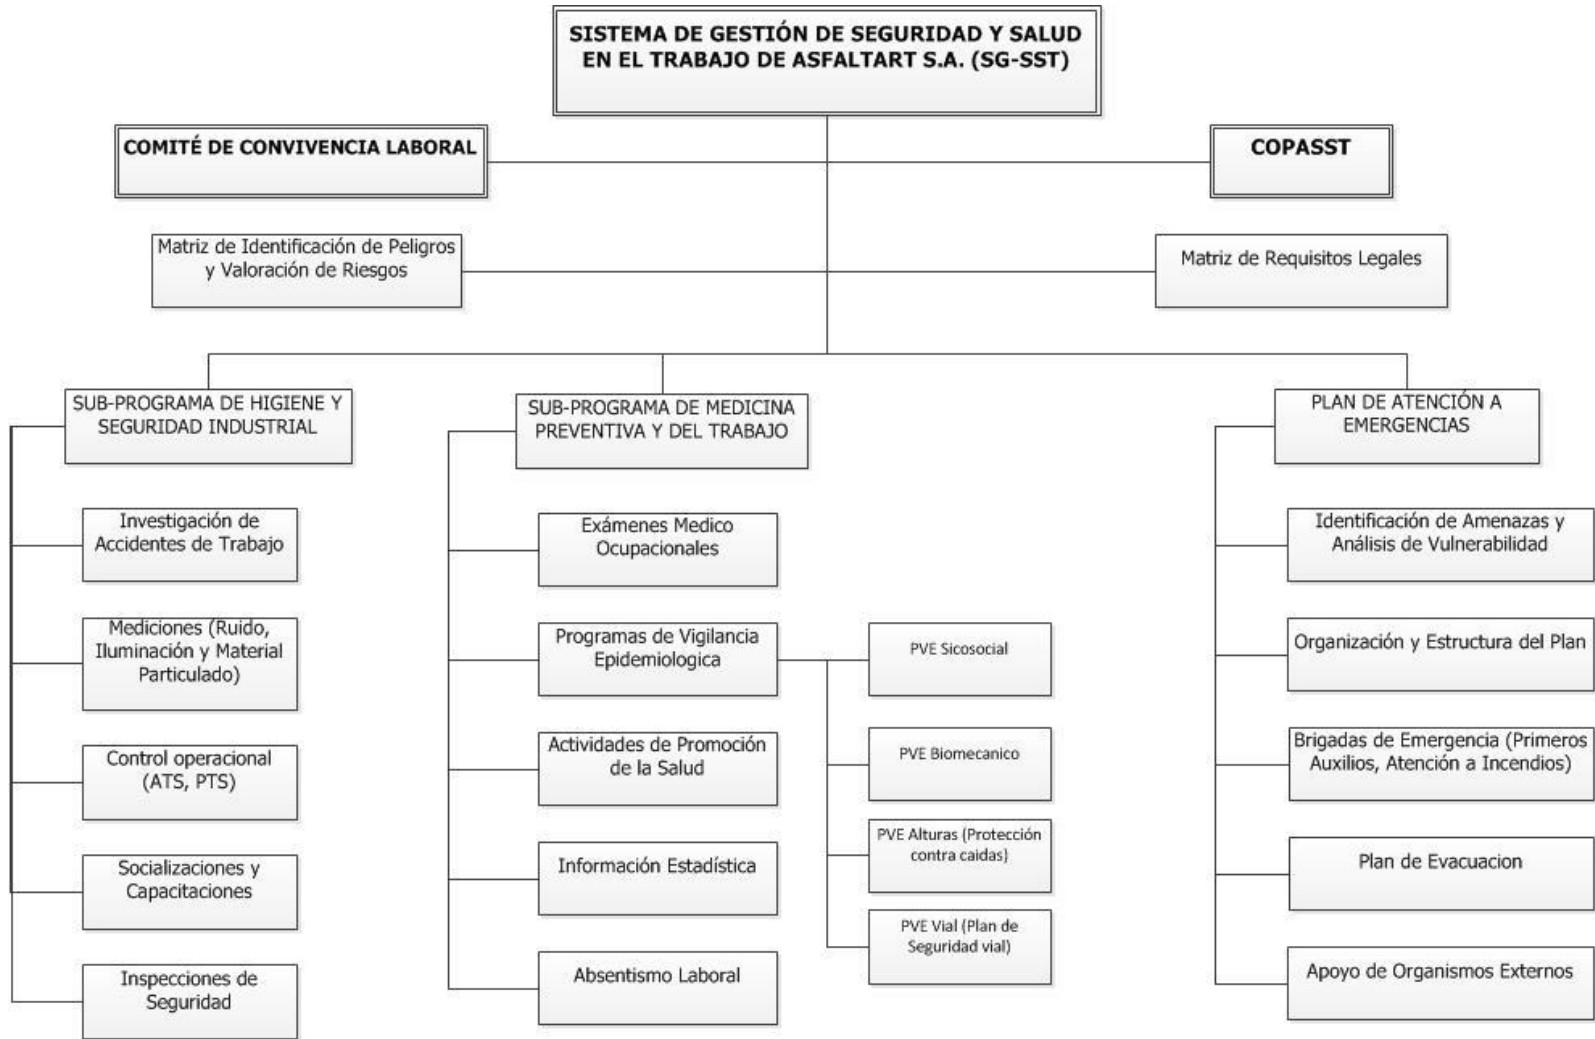 SISTEMA DE GESTIÓN DE SEGURIDAD Y SALUD
EN EL TRABAJO DE ASFALTART S.A. (SG-SST)
COMITÉ DE CONVIVENCIA LABORAL
COPASST
Matriz de Identificación de Peligros
y Valoración de Riesgos
Matriz de Requisitos Legales
SUB-PROGRAMA DE HIGIENE Y
SEGURIDAD INDUSTRIAL
Investigación de
Accidentes de Trabajo
Mediciones (Ruido,
Iluminación y Material
Particulado)
Control operacional
(ATS, PTS)
Socializaciones y
Capacitaciones
Inspecciones de
Seguridad
SUB-PROGRAMA DE MEDICINA
PREVENTIVA Y DEL TRABAJO
Exámenes Medico
Ocupacionales
Programas de Vigilancia
Epidemiologica
Actividades de Promoción
de la Salud
Información Estadística
Absentismo Laboral
PVE Sicosocial
PVE Biomecanico
PVE Alturas (Protección
contra caidas)
PVE Vial (Plan de
Seguridad vial)
PLAN DE ATENCIÓN A
EMERGENCIAS
Identificación de Amenazas y
Análisis de Vulnerabilidad
Organización y Estructura del Plan
Brigadas de Emergencia (Primeros
Auxilios, Atención a Incendios)
Plan de Evacuacion
Apoyo de Organismos Externos